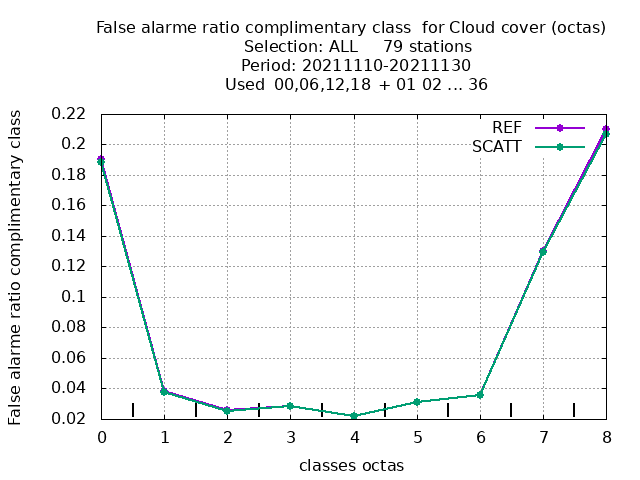 False alarme ratio complimentary class  for Cloud cover (octas)
Selection: ALL     79 stations
Period: 20211110-20211130
Used  00,06,12,18 + 01 02 ... 36
False alarme ratio complimentary class
0.22
0.2
0.18
0.16
0.14
0.12
0.1
0.08
0.06
0.04
0.02
REF
SCATT
0 1 2 3 4 5 6 7 8
classes octas